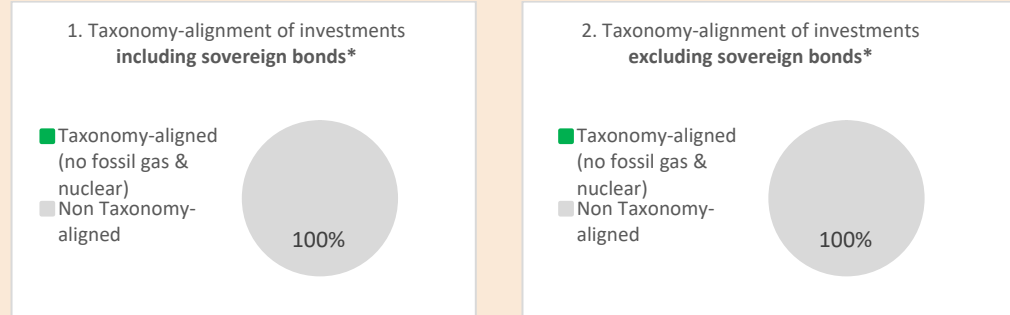 1. Taxonomy-alignment of investments
including sovereign bonds*
Taxonomy-aligned
(no fossil gas &
nuclear)
Non Taxonomy-
aligned
100%
2. Taxonomy-alignment of investments
excluding sovereign bonds*
Taxonomy-aligned
(no fossil gas &
nuclear)
Non Taxonomy-
aligned
100%